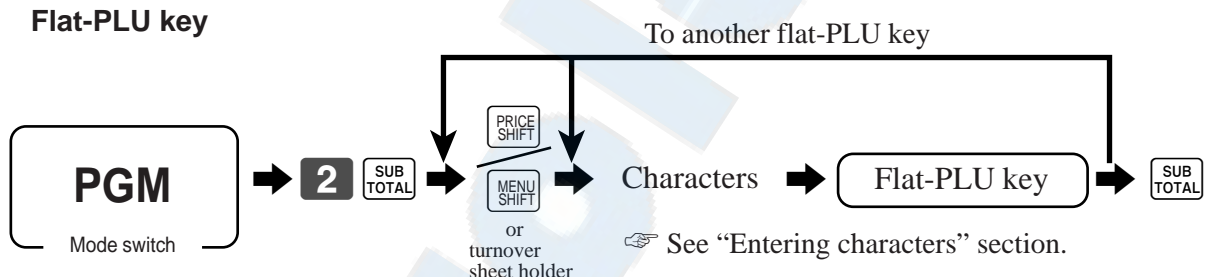 Flat-PLU key
To another flat-PLU key
PGM
Mode switch
2
SUB
TOTAL
PRICE
SHIFT
MENU
SHIFT
or
turnover
sheet holder
Characters
Flat-PLU key
SUB
TOTAL
☞ See “Entering characters” section.